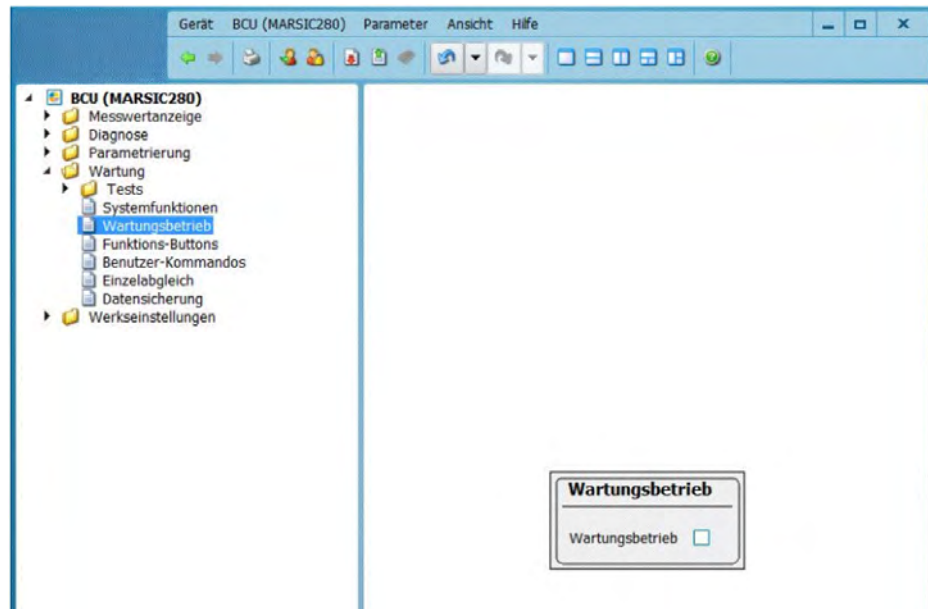 Gerät BCU (MARSIC280) Parameter Ansicht Hilfe
BCU (MARSIC280)
Messwertanzeige
Diagnose
Parametrierung
Wartung
Tests
Systemfunktionen
Wartungsbetrieb
Funktions-Buttons
Benutzer-Kommandos
Einzelabgleich
Datensicherung
Werkseinstellungen
Wartungsbetrieb
Wartungsbetrieb